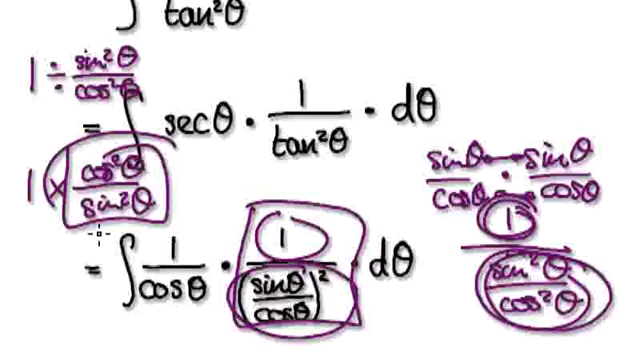 ∫ tan²θ
1 ÷ sin²θ/cos²θ
= ∫ secθ · 1/tan²θ · dθ
1 × cos²θ/sin²θ
sinθ/cosθ · sinθ/cosθ
= ∫ 1/cosθ · 1/(sinθ/cosθ)² · dθ
1/(sin²θ/cos²θ)